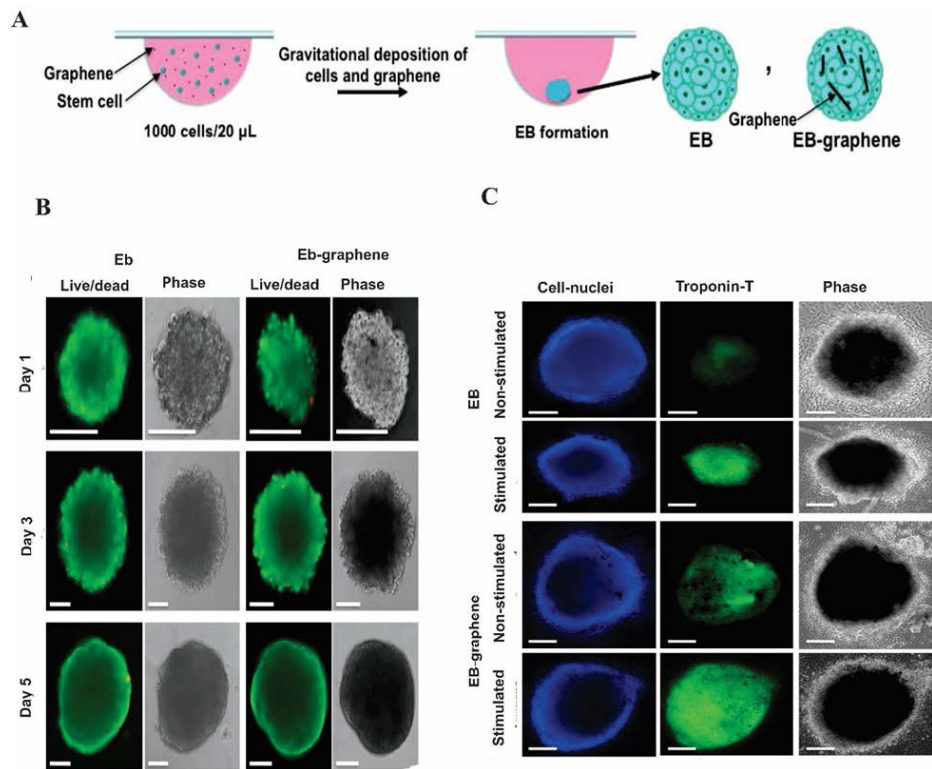 A
Graphene
Stem cell
1000 cells/20 µL
Gravitational deposition of
cells and graphene
EB formation
EB
,
Graphene
EB-graphene
B
Eb
Eb-graphene
Live/dead
Phase
Live/dead
Phase
Day 1
Day 3
Day 5
C
Cell-nuclei
Troponin-T
Phase
EB
Non-stimulated
Stimulated
EB-graphene
Non-stimulated
Stimulated